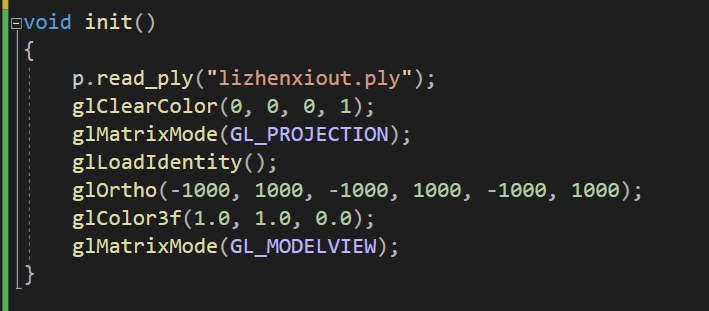 void init()
{
p.read_ply("lizhenxiout.ply");
glClearColor(0, 0, 0, 1);
glMatrixMode(GL_PROJECTION);
glLoadIdentity();
glOrtho(-1000, 1000, -1000, 1000, -1000, 1000);
glColor3f(1.0, 1.0, 0.0);
glMatrixMode(GL_MODELVIEW);
}